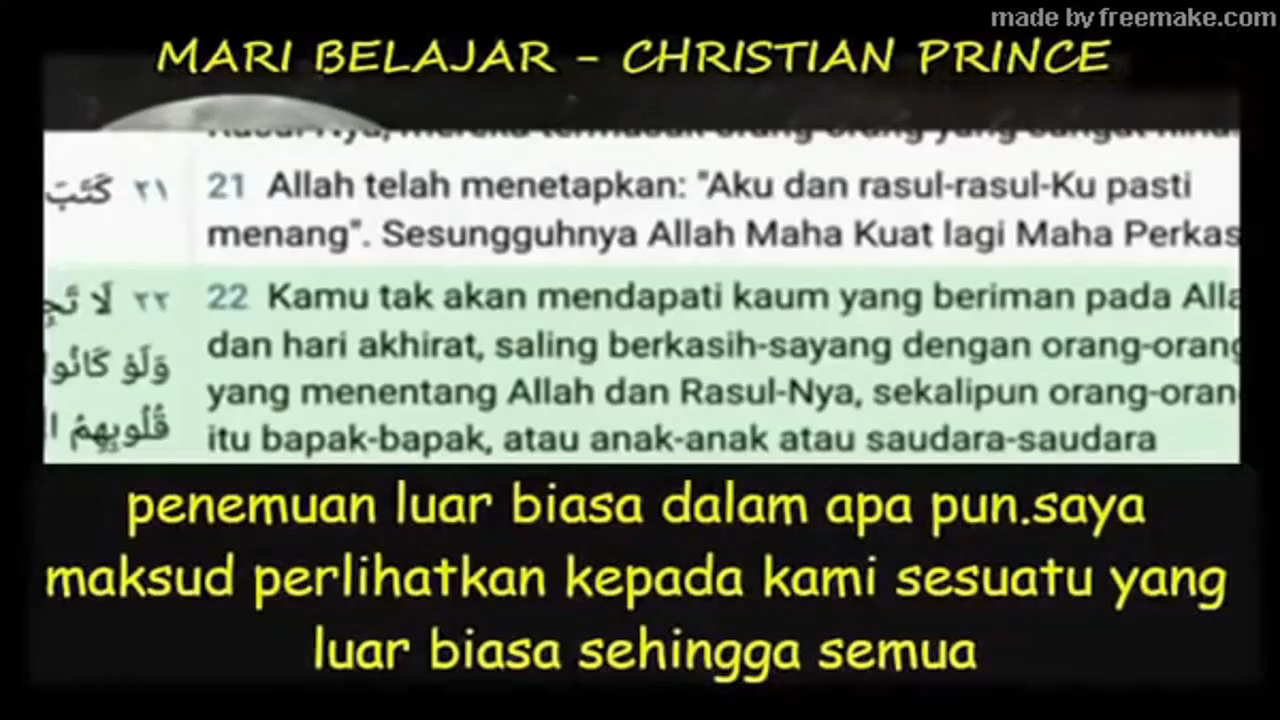 made by freemake.com
MARI BELAJAR - CHRISTIAN PRINCE
٢١ 21 Allah telah menetapkan: "Aku dan rasul-rasul-Ku pasti
menang". Sesungguhnya Allah Maha Kuat lagi Maha Perkas
٢٢ لَا 22 Kamu tak akan mendapati kaum yang beriman pada Alla
وَلَوْ كَانُوا dan hari akhirat, saling berkasih-sayang dengan orang-orang
yang menentang Allah dan Rasul-Nya, sekalipun orang-oran
قُلُوبِهِمُ itu bapak-bapak, atau anak-anak atau saudara-saudara
penemuan luar biasa dalam apa pun.saya
maksud perlihatkan kepada kami sesuatu yang
luar biasa sehingga semua